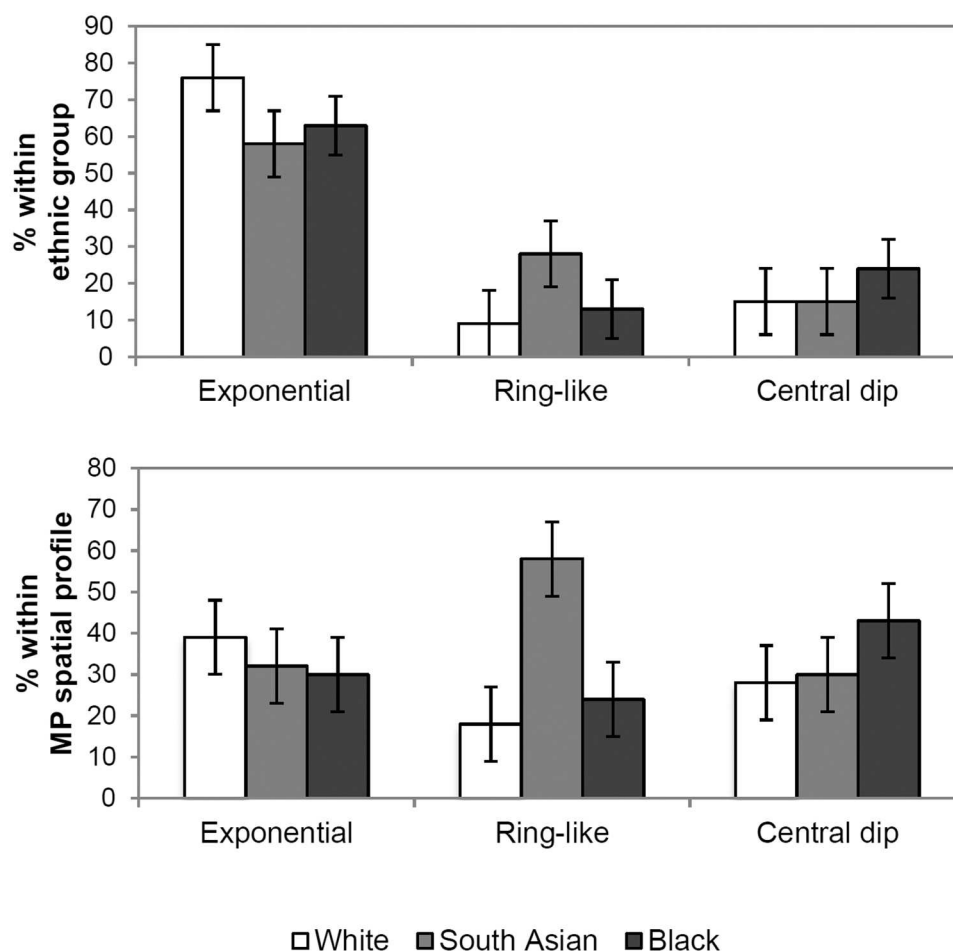 90
80
70
60
50
40
30
20
10
0
% within
ethnic group
Exponential Ring-like Central dip
80
70
60
50
40
30
20
10
0
% within
MP spatial profile
Exponential Ring-like Central dip
White South Asian Black